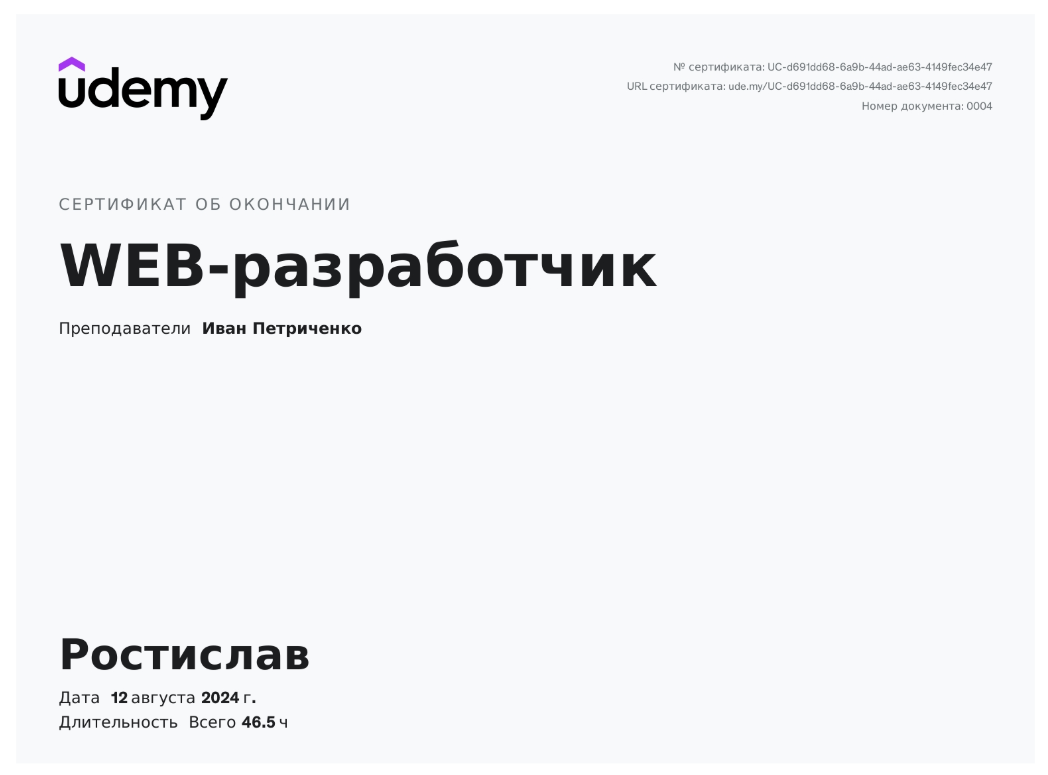 udemy
№ сертификата: UC-d691dd68-6a9b-44ad-ae63-4149fec34e47
URL сертификата: ude.my/UC-d691dd68-6a9b-44ad-ae63-4149fec34e47
Номер документа: 0004
СЕРТИФИКАТ ОБ ОКОНЧАНИИ
WEB-разработчик
Преподаватели Иван Петриченко
Ростислав
Дата 12 августа 2024 г.
Длительность Всего 46.5 ч